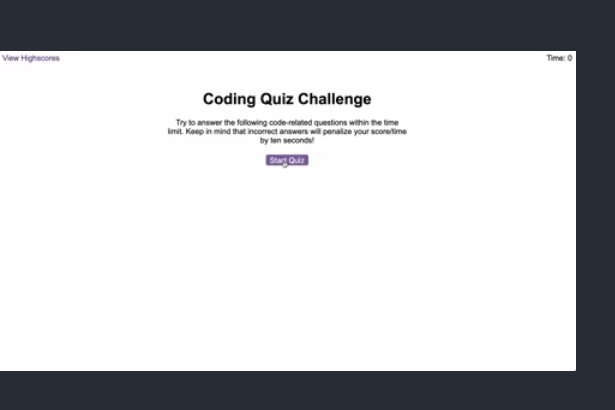 View Highscores
Time: 0
Coding Quiz Challenge
Try to answer the following code-related questions within the time
limit. Keep in mind that incorrect answers will penalize your score/time
by ten seconds!
Start Quiz